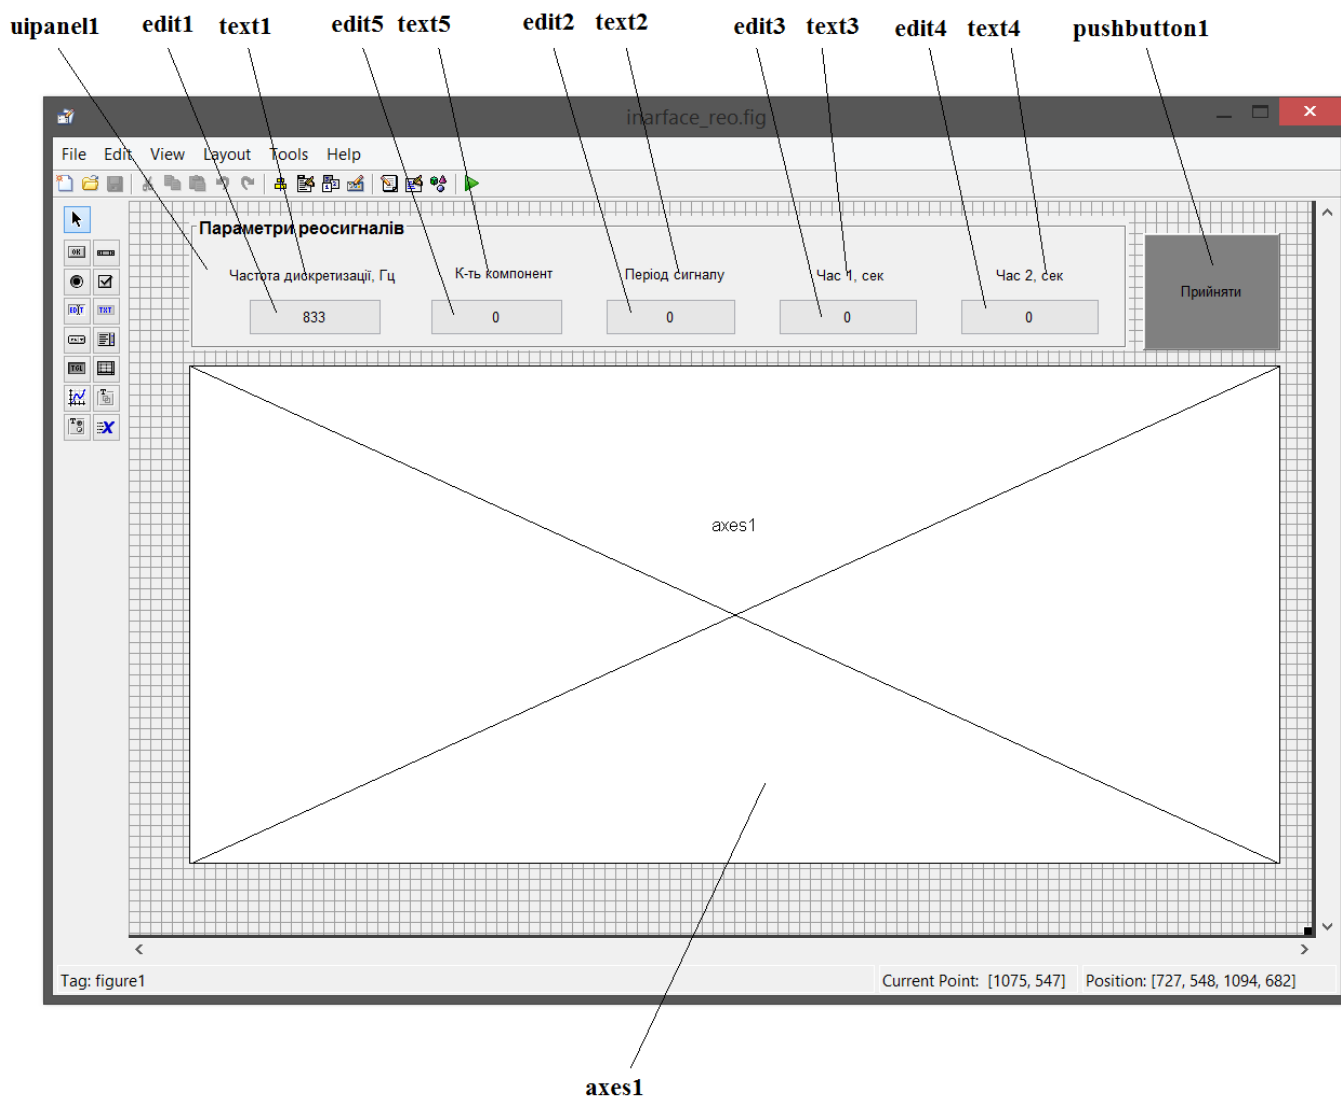 uipanel1 edit1 text1 edit5 text5 edit2 text2 edit3 text3 edit4 text4 pushbutton1
inarface_reo.fig
File Edit View Layout Tools Help
Параметри реосигналів
Частота дискретизації, Гц К-ть компонент Період сигналу Час 1, сек Час 2, сек
Прийняти
833 0 0 0 0
axes1
Tag: figure1 Current Point: [1075, 547] Position: [727, 548, 1094, 682]
axes1